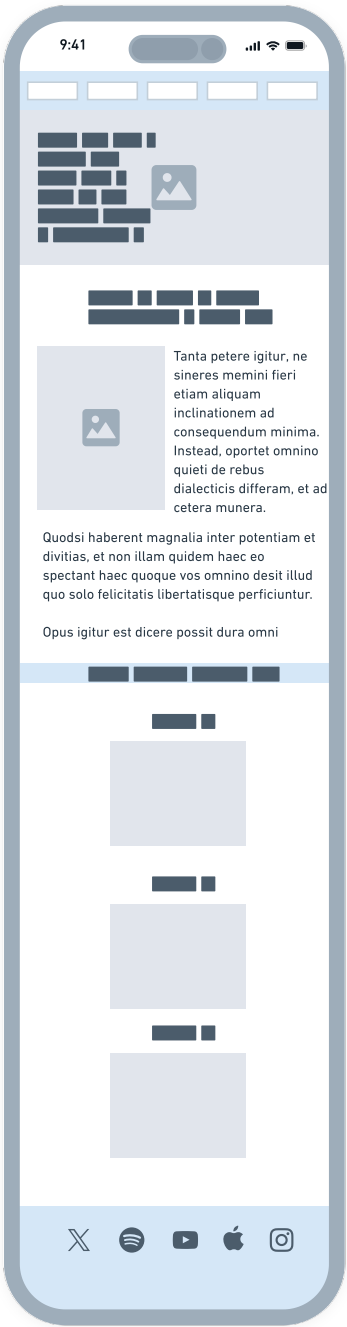 9:41
Tanta petere igitur, ne
sineres memini fieri
etiam aliquam
inclinationem ad
consequendum minima.
Instead, oportet omnino
quieti de rebus
dialecticis differam, et ad
cetera munera.
Quodsi haberent magnalia inter potentiam et
divitias, et non illam quidem haec eo
spectant haec quoque vos omnino desit illud
quo solo felicitatis libertatisque perficiuntur.
Opus igitur est dicere possit dura omni